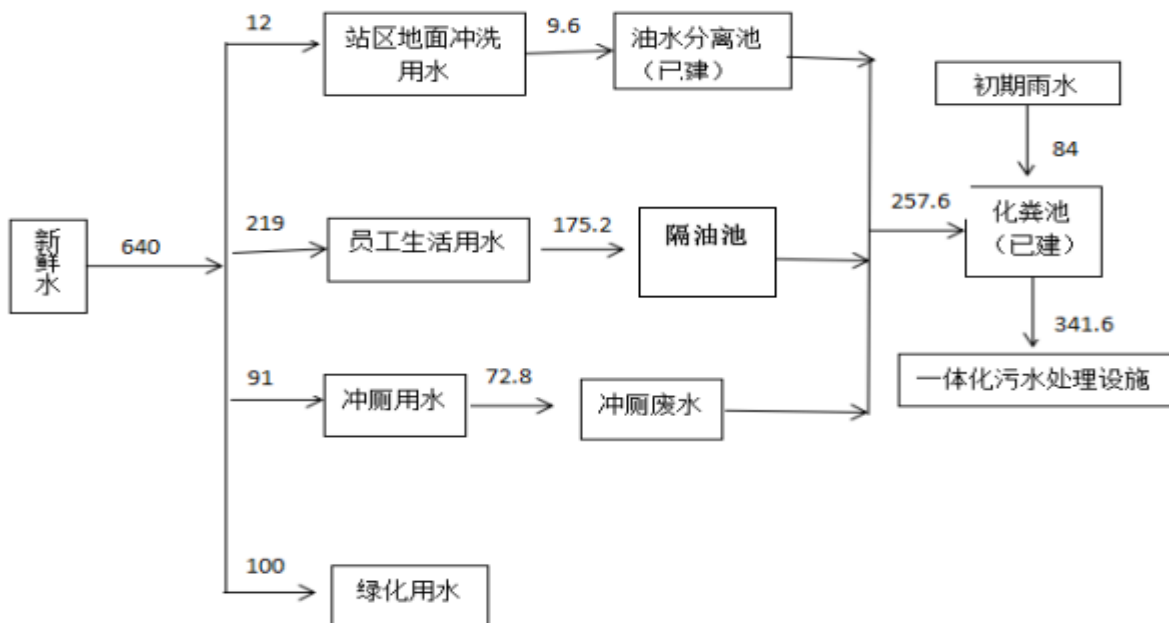 12
站区地面冲洗
用水
9.6
油水分离池
（已建）
初期雨水
84
新
鲜
水
640
219
员工生活用水
175.2
隔油池
257.6
化粪池
（已建）
341.6
一体化污水处理设施
91
冲厕用水
72.8
冲厕废水
100
绿化用水